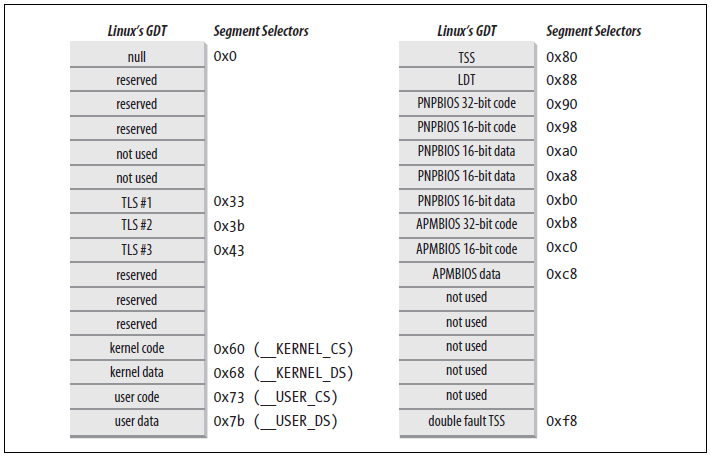 Linux's GDT Segment Selectors
null 0x0
reserved
reserved
reserved
not used
not used
TLS #1 0x33
TLS #2 0x3b
TLS #3 0x43
reserved
reserved
reserved
kernel code 0x60 (__KERNEL_CS)
kernel data 0x68 (__KERNEL_DS)
user code 0x73 (__USER_CS)
user data 0x7b (__USER_DS)
Linux's GDT Segment Selectors
TSS 0x80
LDT 0x88
PNPBIOS 32-bit code 0x90
PNPBIOS 16-bit code 0x98
PNPBIOS 16-bit data 0xa0
PNPBIOS 16-bit data 0xa8
PNPBIOS 16-bit data 0xb0
APMBIOS 32-bit code 0xb8
APMBIOS 16-bit code 0xc0
APMBIOS data 0xc8
not used
not used
not used
not used
not used
double fault TSS 0xf8